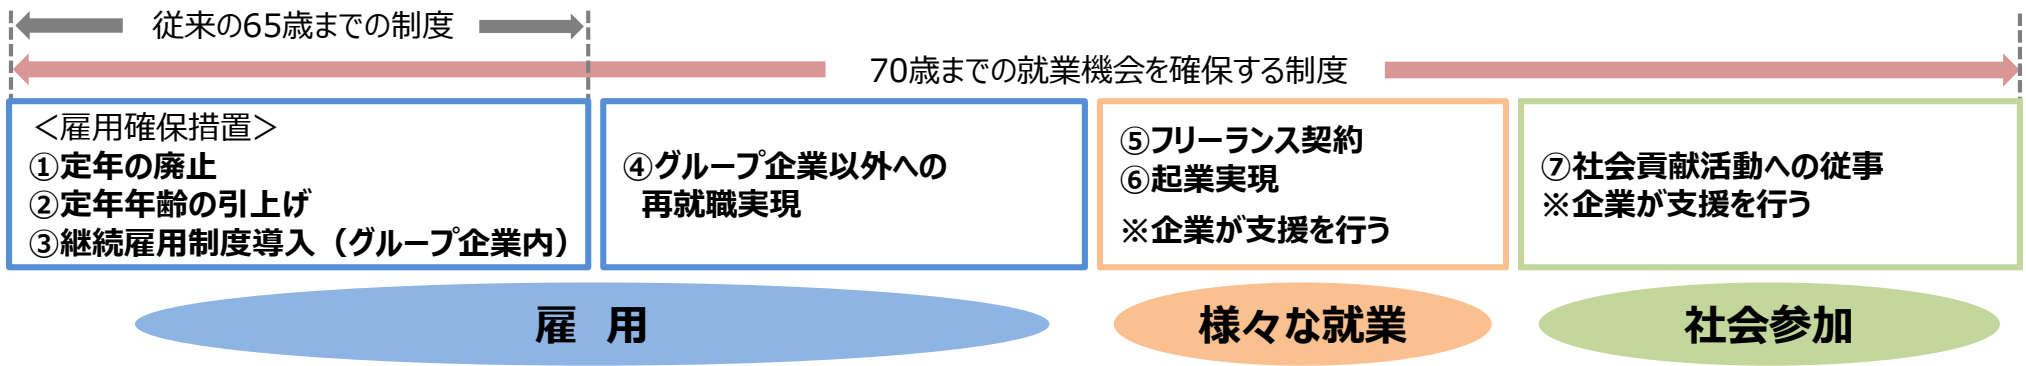 従来の65歳までの制度
70歳までの就業機会を確保する制度
＜雇用確保措置＞
①定年の廃止
②定年年齢の引上げ
③継続雇用制度導入（グループ企業内）
④グループ企業以外への
再就職実現
⑤フリーランス契約
⑥起業実現
※企業が支援を行う
⑦社会貢献活動への従事
※企業が支援を行う
雇 用
様々な就業
社会参加